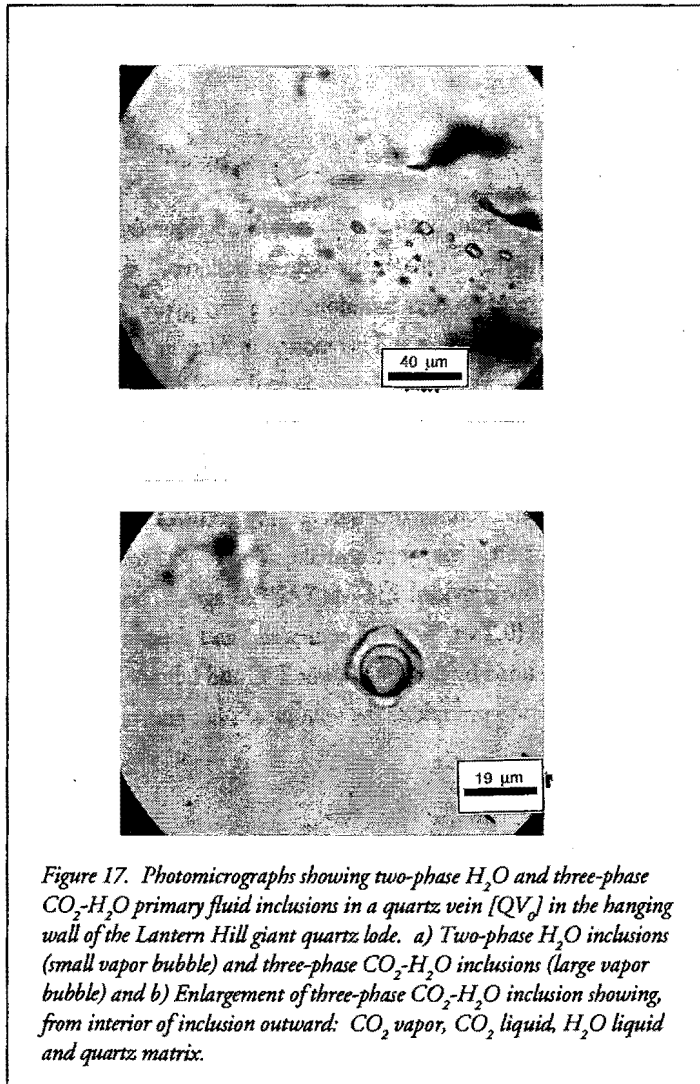 40 µm
19 µm
Figure 17. Photomicrographs showing two-phase H₂O and three-phase
CO₂-H₂O primary fluid inclusions in a quartz vein [QV₀] in the hanging
wall of the Lantern Hill giant quartz lode. a) Two-phase H₂O inclusions
(small vapor bubble) and three-phase CO₂-H₂O inclusions (large vapor
bubble) and b) Enlargement of three-phase CO₂-H₂O inclusion showing,
from interior of inclusion outward: CO₂ vapor, CO₂ liquid, H₂O liquid
and quartz matrix.